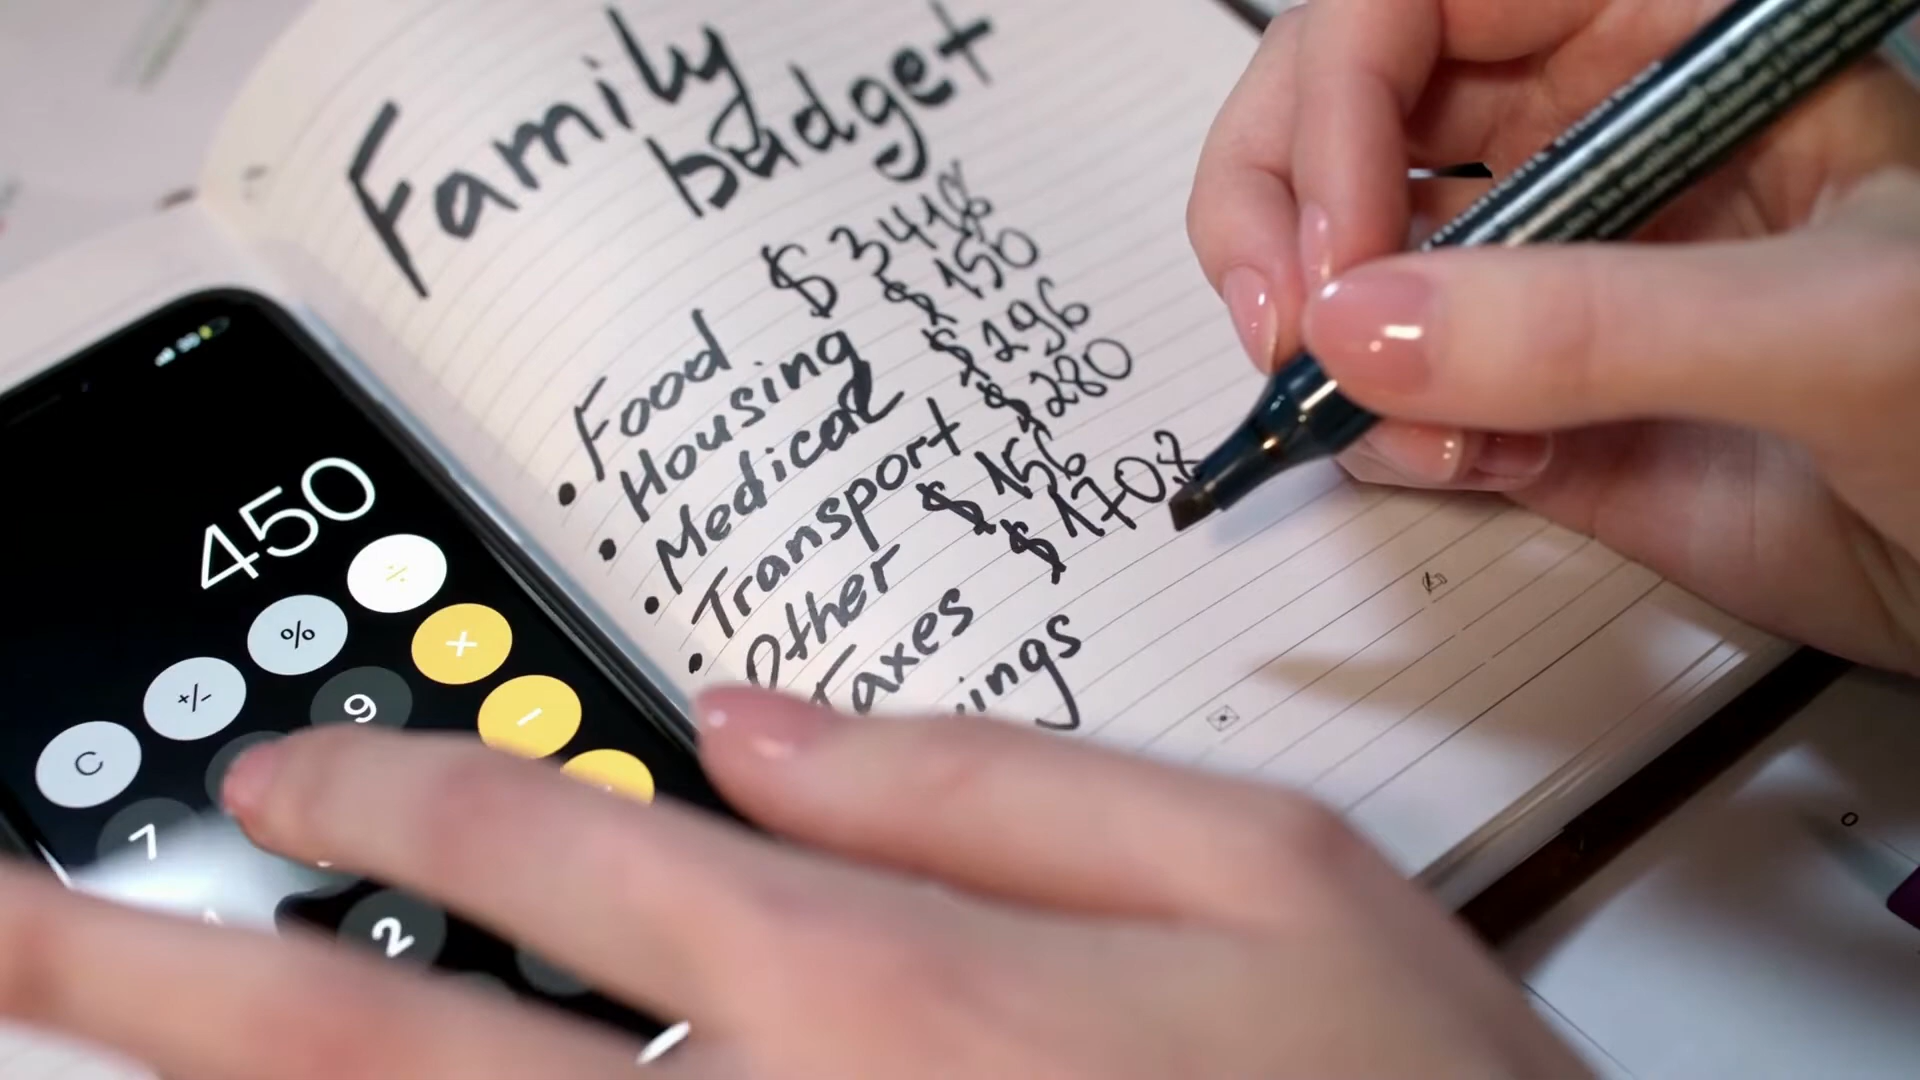 Family
budget
Food $ 3418
• Housing $ 150
• Medical $ 296
• Transport $ 280
• Other $ 156
Taxes $ 1708
ings
450
÷
%
×
+/-
9
−
C
7
2